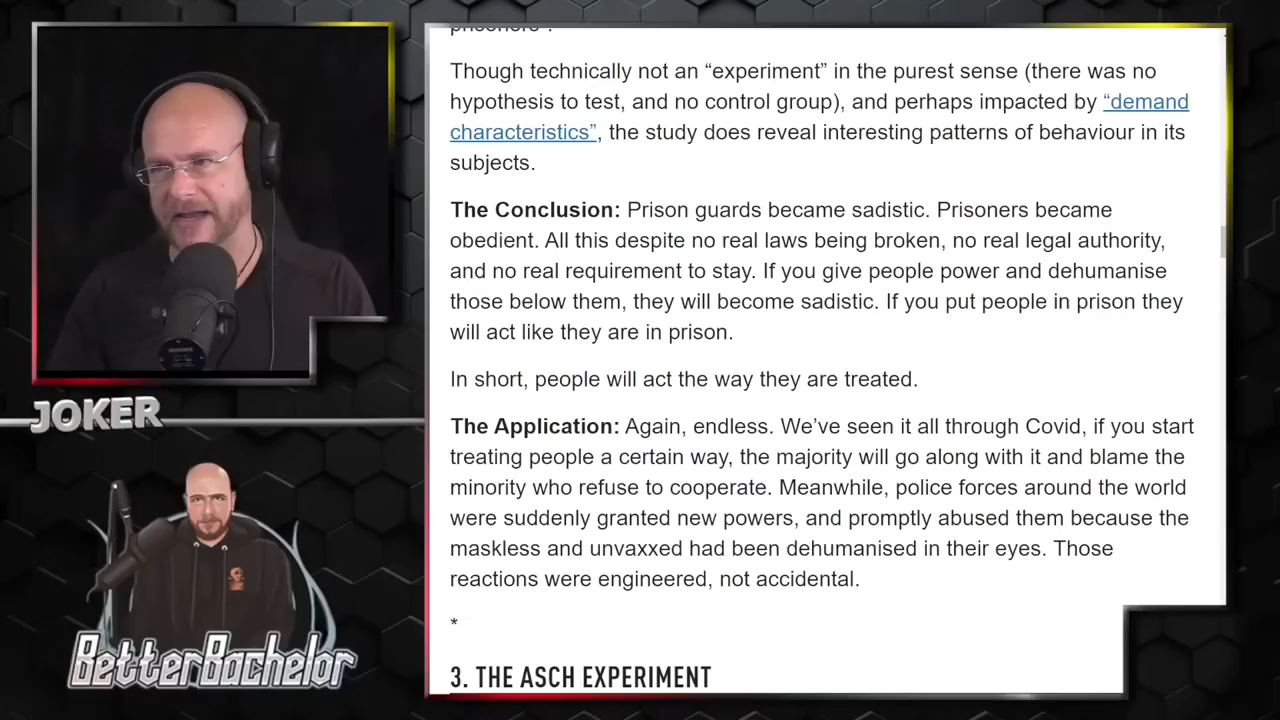 prisoners".
Though technically not an “experiment” in the purest sense (there was no
hypothesis to test, and no control group), and perhaps impacted by “demand
characteristics”, the study does reveal interesting patterns of behaviour in its
subjects.
The Conclusion: Prison guards became sadistic. Prisoners became
obedient. All this despite no real laws being broken, no real legal authority,
and no real requirement to stay. If you give people power and dehumanise
those below them, they will become sadistic. If you put people in prison they
will act like they are in prison.
In short, people will act the way they are treated.
The Application: Again, endless. We’ve seen it all through Covid, if you start
treating people a certain way, the majority will go along with it and blame the
minority who refuse to cooperate. Meanwhile, police forces around the world
were suddenly granted new powers, and promptly abused them because the
maskless and unvaxxed had been dehumanised in their eyes. Those
reactions were engineered, not accidental.
*
3. THE ASCH EXPERIMENT
JOKER
BetterBachelor